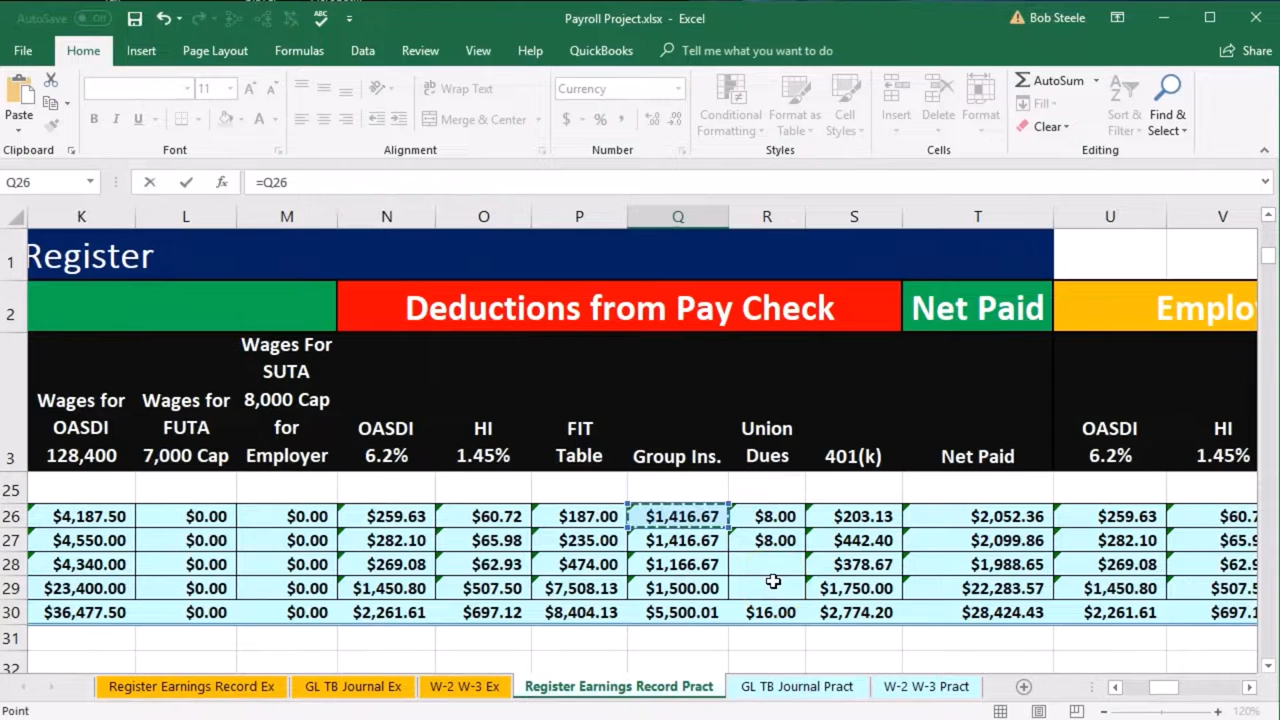 AutoSave Off
Payroll Project.xlsx - Excel
Bob Steele
File Home Insert Page Layout Formulas Data Review View Help QuickBooks Tell me what you want to do Share
Paste
11
B I U
Wrap Text
Merge & Center
Currency
$ %
Conditional
Formatting
Format as
Table
Cell
Styles
Insert Delete Format
AutoSum
Fill
Clear
Sort &
Filter
Find &
Select
Clipboard Font Alignment Number Styles Cells Editing
Q26 fx =Q26
K L M N O P Q R S T U V
1 Register
2 Deductions from Pay Check Net Paid Emplo
3
Wages for
OASDI
128,400
Wages for
FUTA
7,000 Cap
Wages For
SUTA
8,000 Cap
for
Employer
OASDI
6.2%
HI
1.45%
FIT
Table
Group Ins.
Union
Dues
401(k)
Net Paid
OASDI
6.2%
HI
1.45%
25
26 $4,187.50 $0.00 $0.00 $259.63 $60.72 $187.00 $1,416.67 $8.00 $203.13 $2,052.36 $259.63 $60.7
27 $4,550.00 $0.00 $0.00 $282.10 $65.98 $235.00 $1,416.67 $8.00 $442.40 $2,099.86 $282.10 $65.9
28 $4,340.00 $0.00 $0.00 $269.08 $62.93 $474.00 $1,166.67 $378.67 $1,988.65 $269.08 $62.9
29 $23,400.00 $0.00 $0.00 $1,450.80 $507.50 $7,508.13 $1,500.00 $1,750.00 $22,283.57 $1,450.80 $507.5
30 $36,477.50 $0.00 $0.00 $2,261.61 $697.12 $8,404.13 $5,500.01 $16.00 $2,774.20 $28,424.43 $2,261.61 $697.1
31
32
Register Earnings Record Ex GL TB Journal Ex W-2 W-3 Ex Register Earnings Record Pract GL TB Journal Pract W-2 W-3 Pract
Point 120%